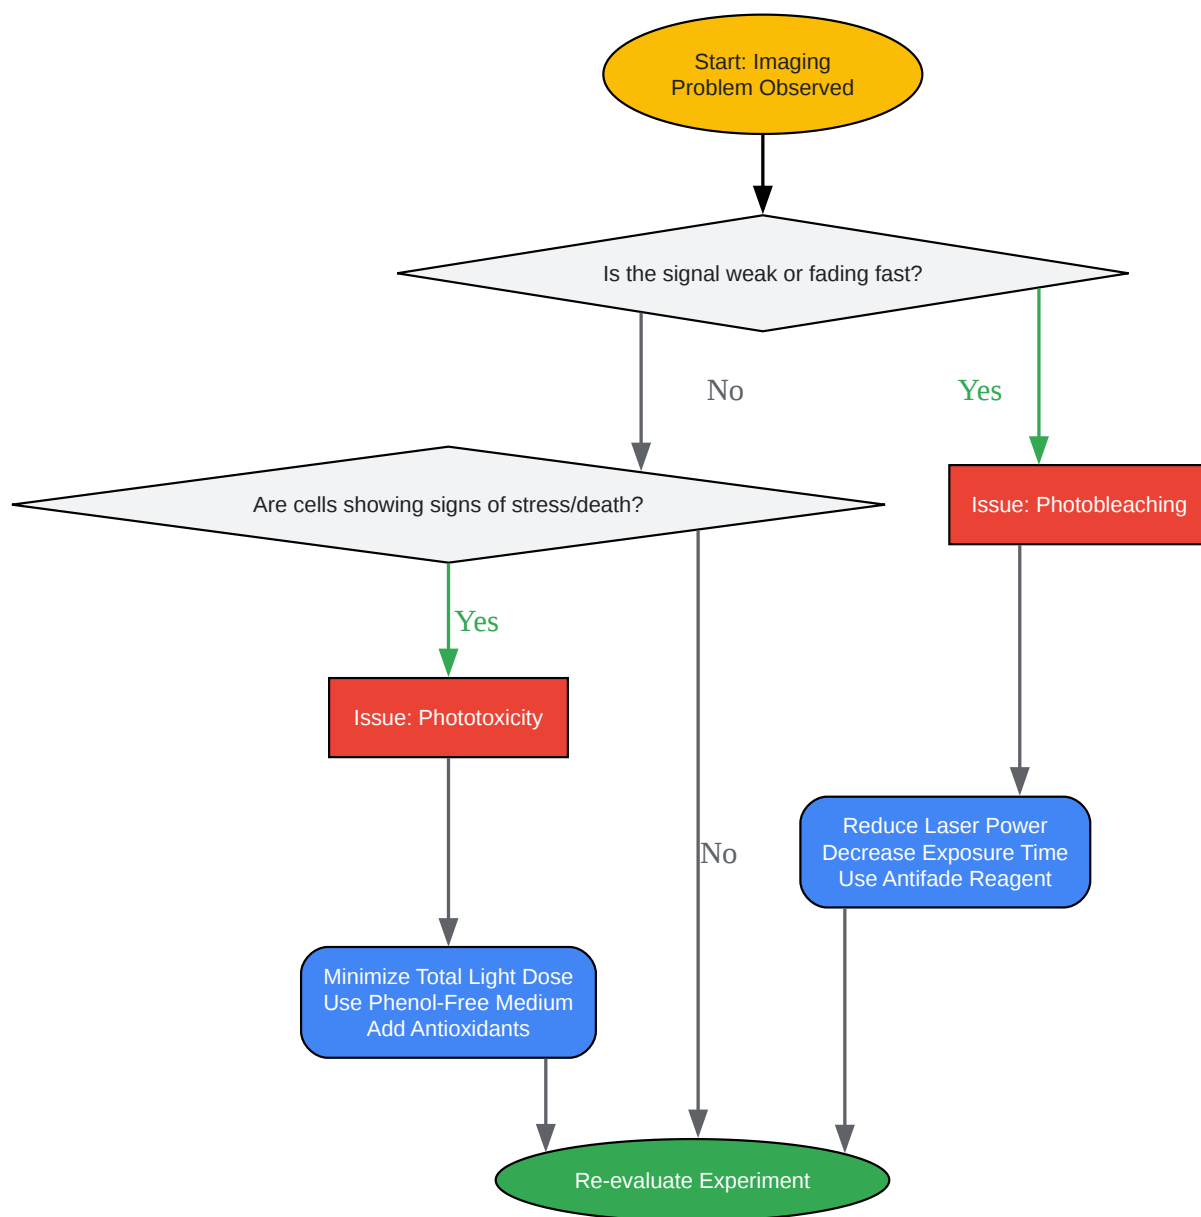 Start: Imaging
Problem Observed
Is the signal weak or fading fast?
No
Yes
Are cells showing signs of stress/death?
Issue: Photobleaching
Yes
Issue: Phototoxicity
Reduce Laser Power
Decrease Exposure Time
Use Antifade Reagent
No
Minimize Total Light Dose
Use Phenol-Free Medium
Add Antioxidants
Re-evaluate Experiment